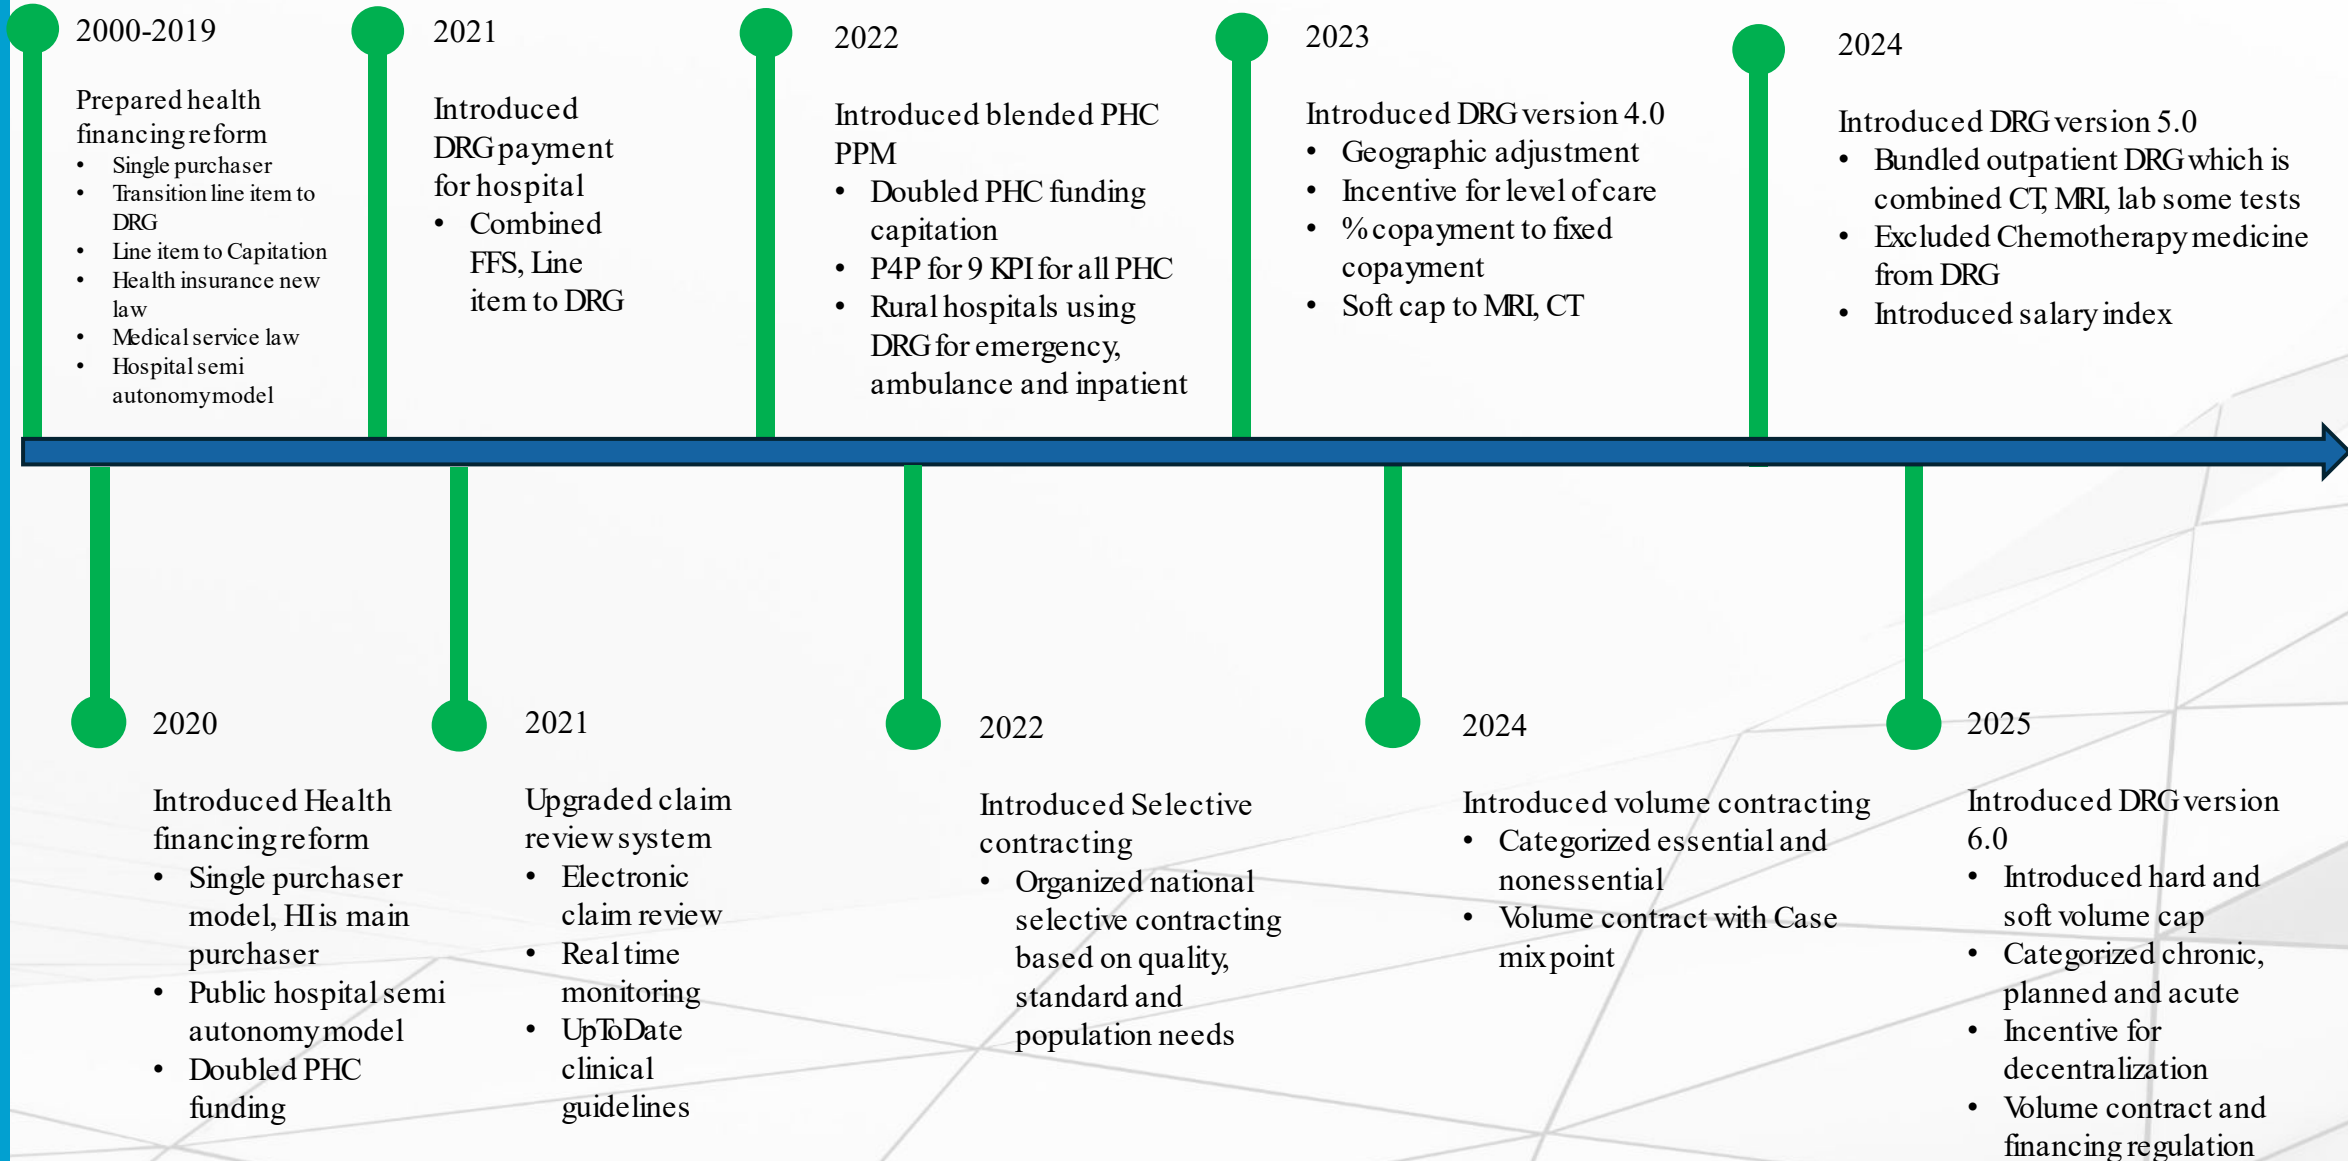 2000-2019
Prepared health
financing reform
• Single purchaser
• Transition line item to
DRG
• Line item to Capitation
• Health insurance new
law
• Medical service law
• Hospital semi
autonomy model
2021
Introduced
DRG payment
for hospital
• Combined
FFS, Line
item to DRG
2022
Introduced blended PHC
PPM
• Doubled PHC funding
capitation
• P4P for 9 KPI for all PHC
• Rural hospitals using
DRG for emergency,
ambulance and inpatient
2023
Introduced DRG version 4.0
• Geographic adjustment
• Incentive for level of care
• % copayment to fixed
copayment
• Soft cap to MRI, CT
2024
Introduced DRG version 5.0
• Bundled outpatient DRG which is
combined CT, MRI, lab some tests
• Excluded Chemotherapy medicine
from DRG
• Introduced salary index
2020
Introduced Health
financing reform
• Single purchaser
model, HI is main
purchaser
• Public hospital semi
autonomy model
• Doubled PHC
funding
2021
Upgraded claim
review system
• Electronic
claim review
• Real time
monitoring
• UpToDate
clinical
guidelines
2022
Introduced Selective
contracting
• Organized national
selective contracting
based on quality,
standard and
population needs
2024
Introduced volume contracting
• Categorized essential and
nonessential
• Volume contract with Case
mix point
2025
Introduced DRG version
6.0
• Introduced hard and
soft volume cap
• Categorized chronic,
planned and acute
• Incentive for
decentralization
• Volume contract and
financing regulation